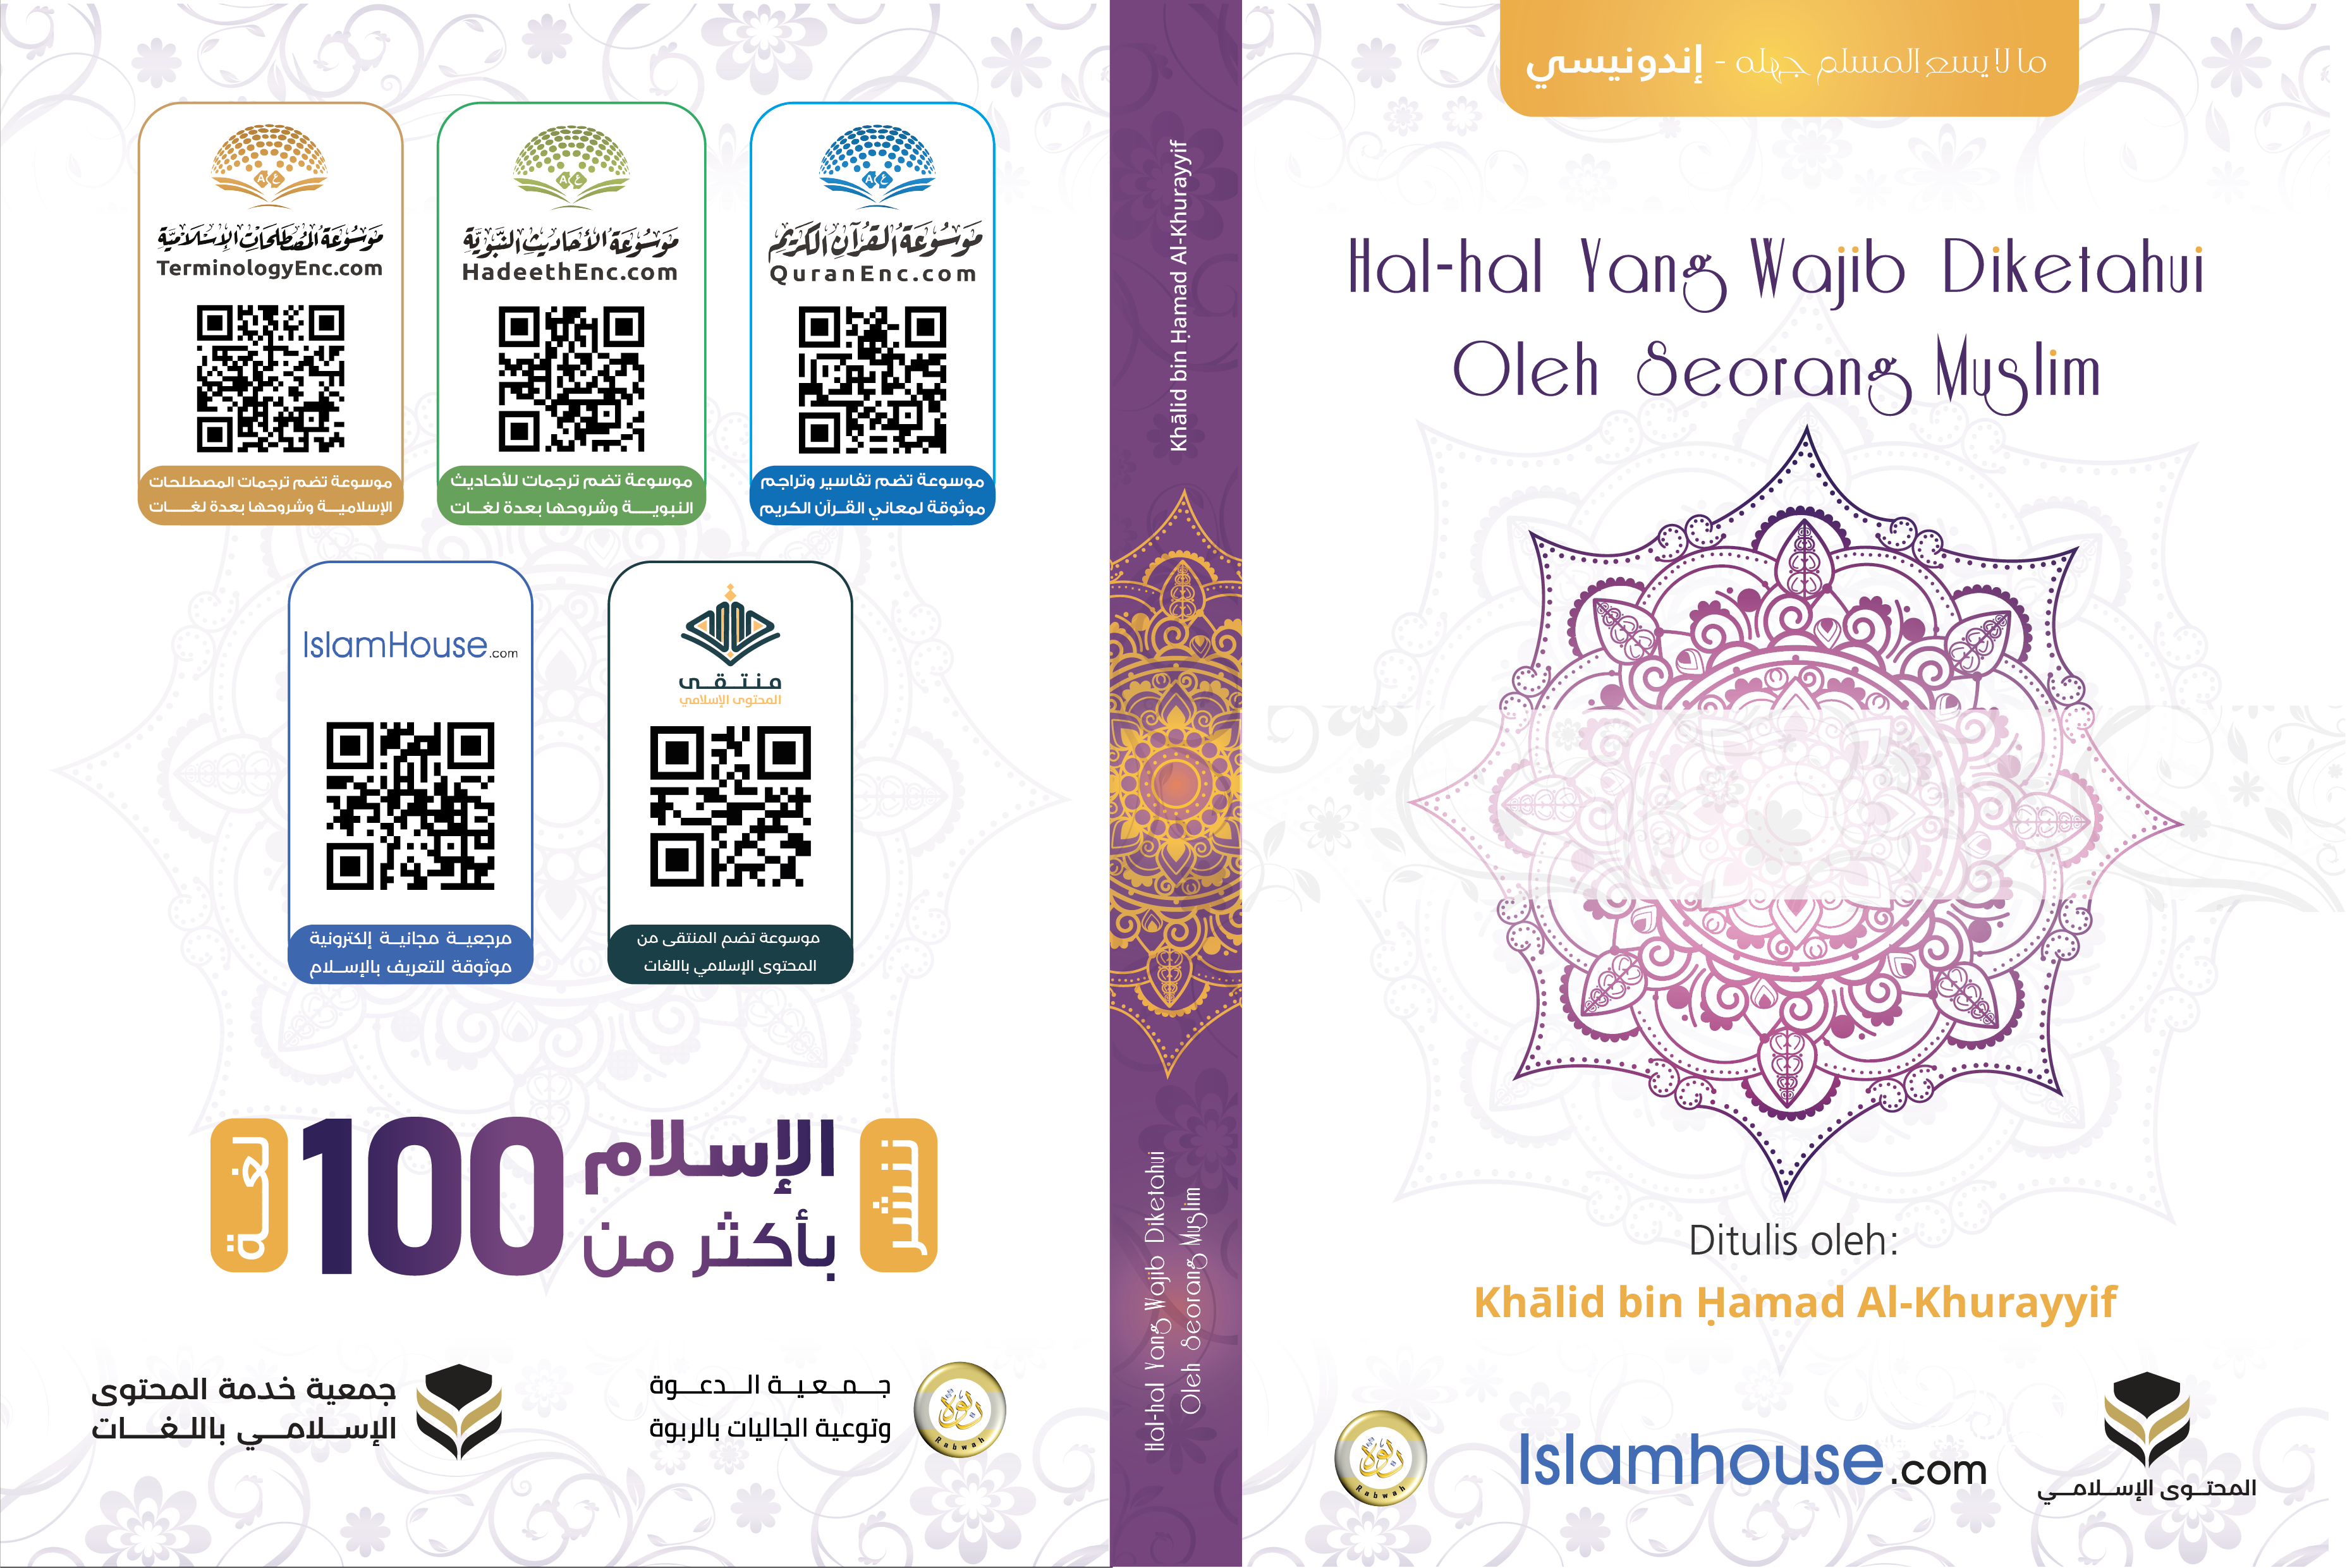 ما لا يسع المسلم جهله - إندونيسي
Hal-hal Yang Wajib Diketahui
Oleh Seorang Muslim
Ditulis oleh:
Khālid bin Ḥamad Al-Khurayyif
Rabwah
Islamhouse.com
المحتوى الإسلامي
Khālid bin Ḥamad Al-Khurayyif
Hal-hal Yang Wajib Diketahui
Oleh Seorang Muslim
موسوعة القرآن الكريم
QuranEnc.com
موسوعة تضم تفاسير وتراجم
موثوقة لمعاني القرآن الكريم
موسوعة الأحاديث النبوية
HadeethEnc.com
موسوعة تضم ترجمات للأحاديث
النبوية وشروحها بعدة لغات
موسوعة المصطلحات الإسلامية
TerminologyEnc.com
موسوعة تضم ترجمات المصطلحات
الإسلامية وشروحها بعدة لغات
منتقى
المحتوى الإسلامي
موسوعة تضم المنتقى من
المحتوى الإسلامي باللغات
IslamHouse.com
مرجعية مجانية إلكترونية
موثوقة للتعريف بالإسلام
ننشر
الإسلام
بأكثر من
100
لغة
ربوة
Rabwah
جمعية الدعوة
وتوعية الجاليات بالربوة
جمعية خدمة المحتوى
الإسلامي باللغات